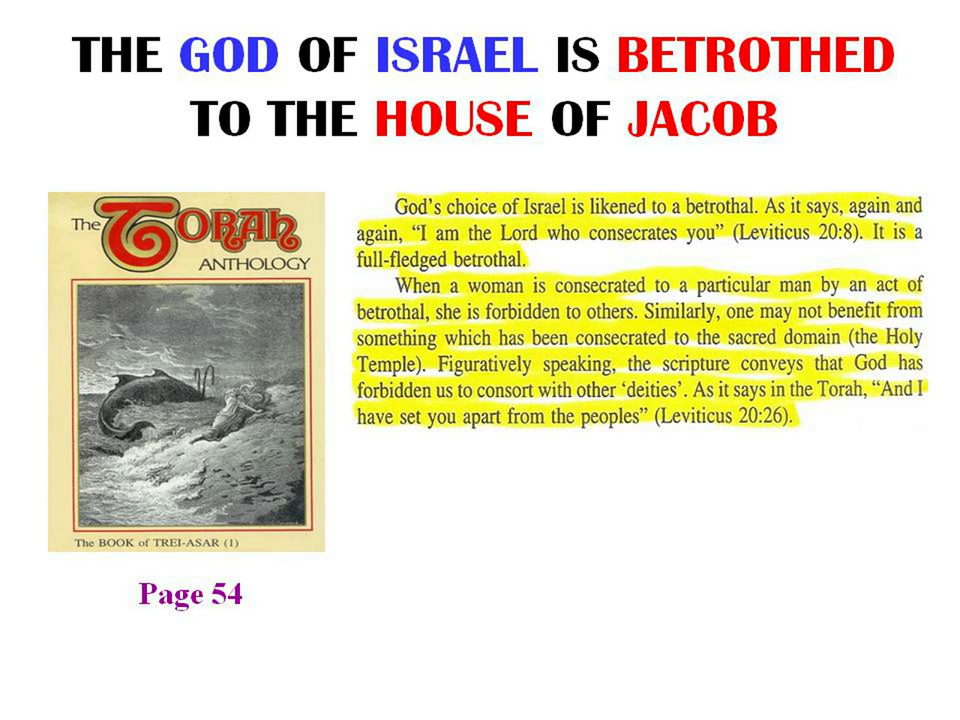 THE GOD OF ISRAEL IS BETROTHED
TO THE HOUSE OF JACOB
The TORAH
ANTHOLOGY
The BOOK of TREI-ASAR (1)
Page 54
God's choice of Israel is likened to a betrothal. As it says, again and
again, “I am the Lord who consecrates you” (Leviticus 20:8). It is a
full-fledged betrothal.
When a woman is consecrated to a particular man by an act of
betrothal, she is forbidden to others. Similarly, one may not benefit from
something which has been consecrated to the sacred domain (the Holy
Temple). Figuratively speaking, the scripture conveys that God has
forbidden us to consort with other ‘deities’. As it says in the Torah, “And I
have set you apart from the peoples” (Leviticus 20:26).